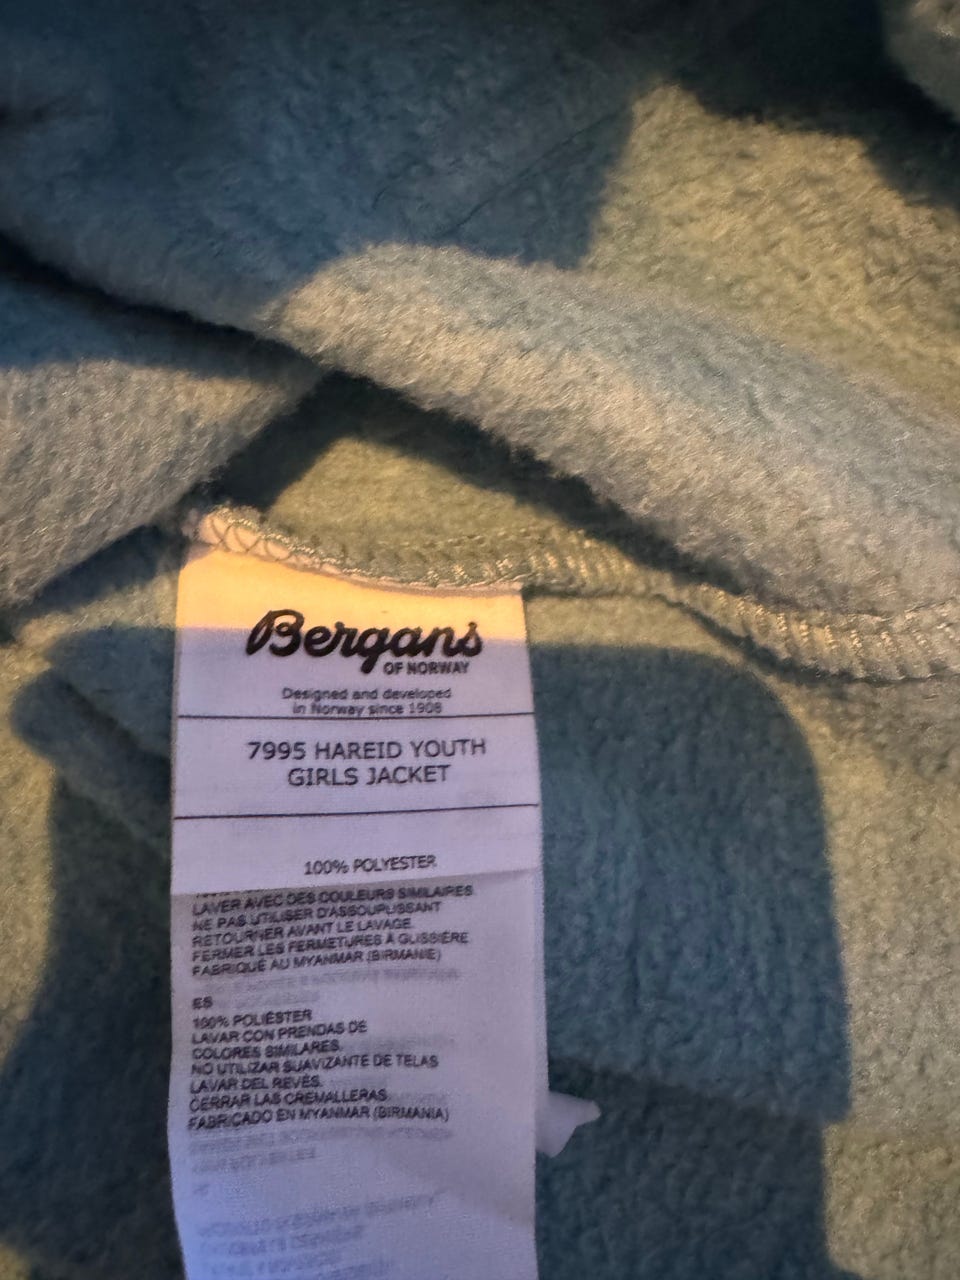 Bergans
OF NORWAY
Designed and developed
in Norway since 1908
7995 HAREID YOUTH
GIRLS JACKET
100% POLYESTER
LAVER AVEC DES COULEURS SIMILAIRES
NE PAS UTILISER D'ASSOUPLISSANT
RETOURNER AVANT LE LAVAGE.
FERMER LES FERMETURES À GLISSIÈRE
FABRIQUÉ AU MYANMAR (BIRMANIE)
ES
100% POLIÉSTER
LAVAR CON PRENDAS DE
COLORES SIMILARES.
NO UTILIZAR SUAVIZANTE DE TELAS
LAVAR DEL REVÉS.
CERRAR LAS CREMALLERAS
FABRICADO EN MYANMAR (BIRMANIA)